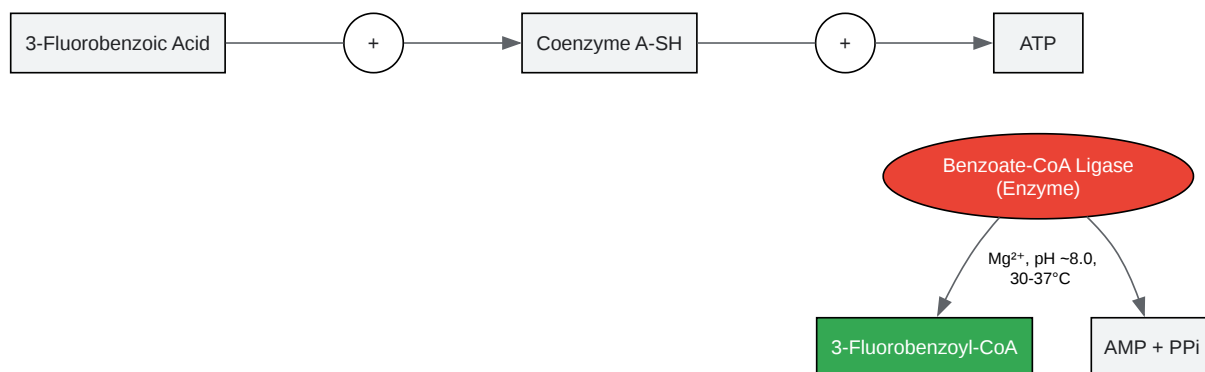 3-Fluorobenzoic Acid
+
Coenzyme A-SH
+
ATP
Benzoate-CoA Ligase
(Enzyme)
Mg²⁺, pH ~8.0,
30-37°C
3-Fluorobenzoyl-CoA
AMP + PPi